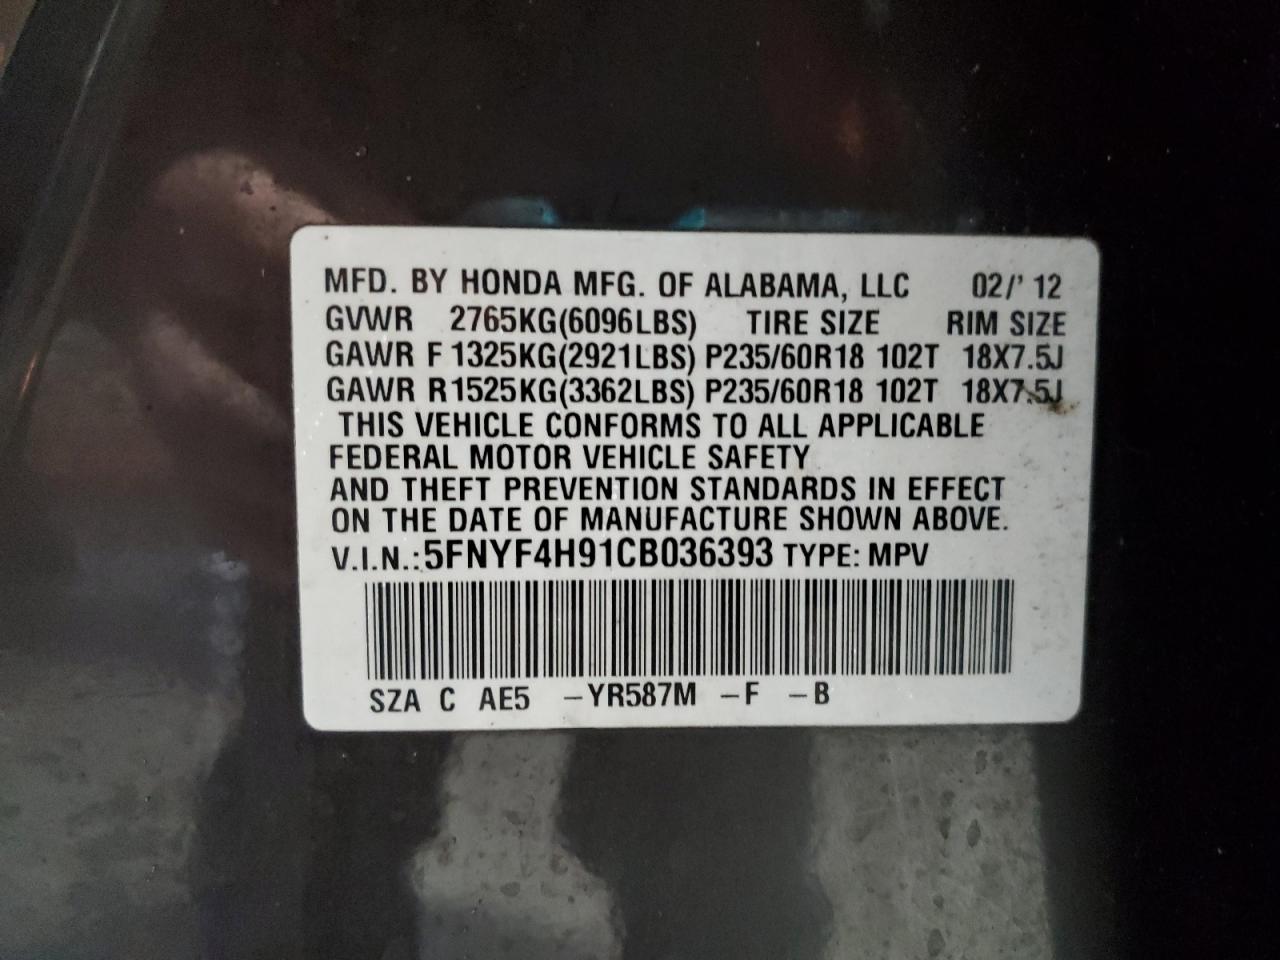 MFD. BY HONDA MFG. OF ALABAMA, LLC 02/'12
GVWR 2765KG(6096LBS) TIRE SIZE RIM SIZE
GAWR F 1325KG(2921LBS) P235/60R18 102T 18X7.5J
GAWR R 1525KG(3362LBS) P235/60R18 102T 18X7.5J
THIS VEHICLE CONFORMS TO ALL APPLICABLE
FEDERAL MOTOR VEHICLE SAFETY
AND THEFT PREVENTION STANDARDS IN EFFECT
ON THE DATE OF MANUFACTURE SHOWN ABOVE.
V.I.N.:5FNYF4H91CB036393 TYPE: MPV
SZA C AE5 –YR587M –F –B